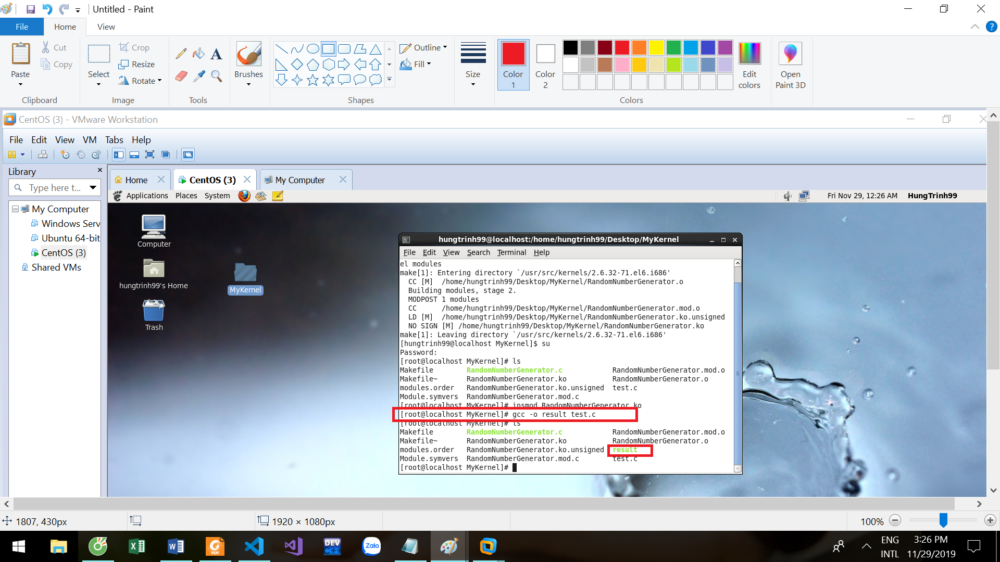 Untitled - Paint
File Home View
Paste
Cut
Copy
Clipboard
Select
Crop
Resize
Rotate
Image
Tools
Brushes
Shapes
Outline
Fill
Size
Color 1
Color 2
Colors
Edit colors
Open Paint 3D
CentOS (3) - VMware Workstation
File Edit View VM Tabs Help
Library
Type here t...
My Computer
Windows Serv
Ubuntu 64-bit
CentOS (3)
Shared VMs
Home CentOS (3) My Computer
Applications Places System Fri Nov 29, 12:26 AM HungTrinh99
Computer
hungtrinh99's Home
MyKernel
Trash
hungtrinh99@localhost:/home/hungtrinh99/Desktop/MyKernel
File Edit View Search Terminal Help
el modules
make[1]: Entering directory `/usr/src/kernels/2.6.32-71.el6.i686'
CC [M] /home/hungtrinh99/Desktop/MyKernel/RandomNumberGenerator.o
Building modules, stage 2.
MODPOST 1 modules
CC /home/hungtrinh99/Desktop/MyKernel/RandomNumberGenerator.mod.o
LD [M] /home/hungtrinh99/Desktop/MyKernel/RandomNumberGenerator.ko.unsigned
NO SIGN [M] /home/hungtrinh99/Desktop/MyKernel/RandomNumberGenerator.ko
make[1]: Leaving directory `/usr/src/kernels/2.6.32-71.el6.i686'
[hungtrinh99@localhost MyKernel]$ su
Password:
[root@localhost MyKernel]# ls
Makefile RandomNumberGenerator.c RandomNumberGenerator.mod.o
Makefile~ RandomNumberGenerator.ko RandomNumberGenerator.o
modules.order RandomNumberGenerator.ko.unsigned test.c
Module.symvers RandomNumberGenerator.mod.c
[root@localhost MyKernel]# insmod RandomNumberGenerator.ko
[root@localhost MyKernel]# gcc -o result test.c
[root@localhost MyKernel]# ls
Makefile RandomNumberGenerator.c RandomNumberGenerator.mod.o
Makefile~ RandomNumberGenerator.ko RandomNumberGenerator.o
modules.order RandomNumberGenerator.ko.unsigned result
Module.symvers RandomNumberGenerator.mod.c test.c
[root@localhost MyKernel]#
1807, 430px
1920 × 1080px
100%
PDF
DEV C++
Zalo
ENG
INTL
3:26 PM
11/29/2019